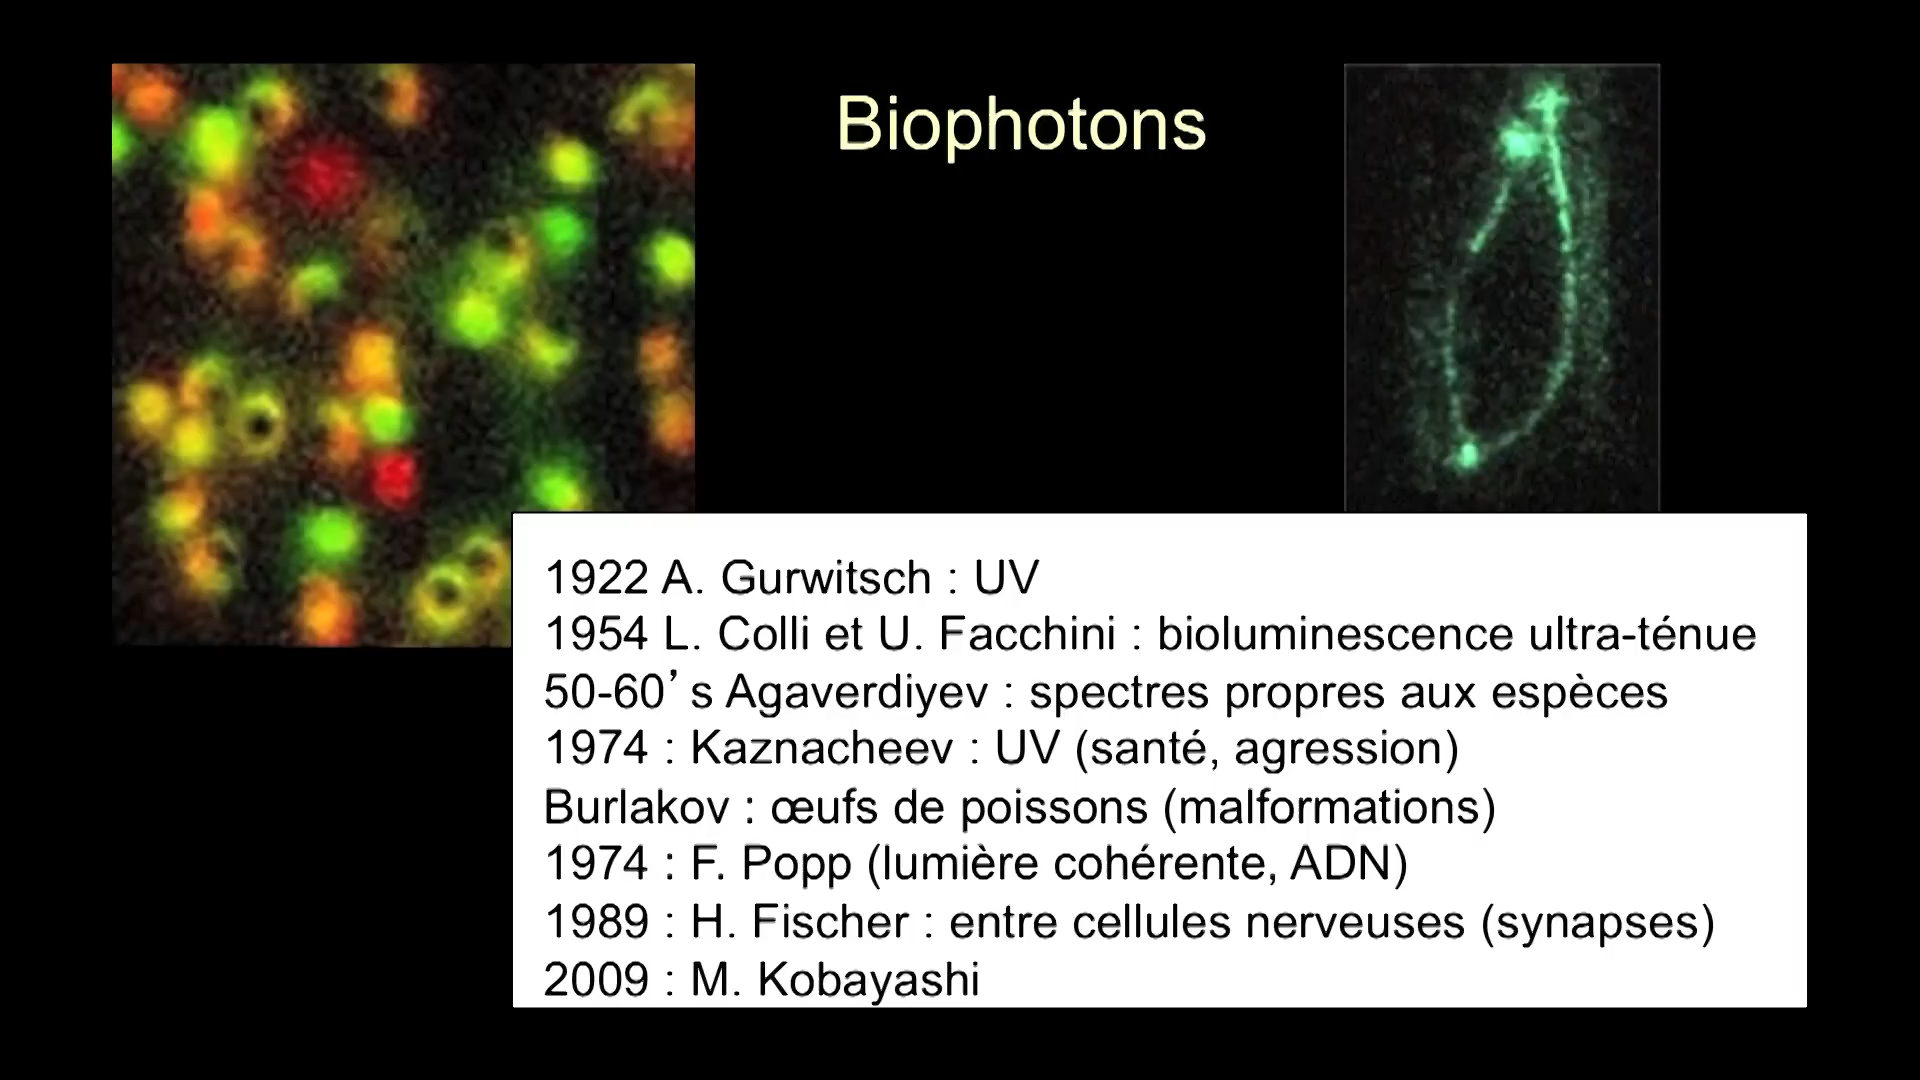 Biophotons
1922 A. Gurwitsch : UV
1954 L. Colli et U. Facchini : bioluminescence ultra-ténue
50-60’s Agaverdiyev : spectres propres aux espèces
1974 : Kaznacheev : UV (santé, agression)
Burlakov : œufs de poissons (malformations)
1974 : F. Popp (lumière cohérente, ADN)
1989 : H. Fischer : entre cellules nerveuses (synapses)
2009 : M. Kobayashi